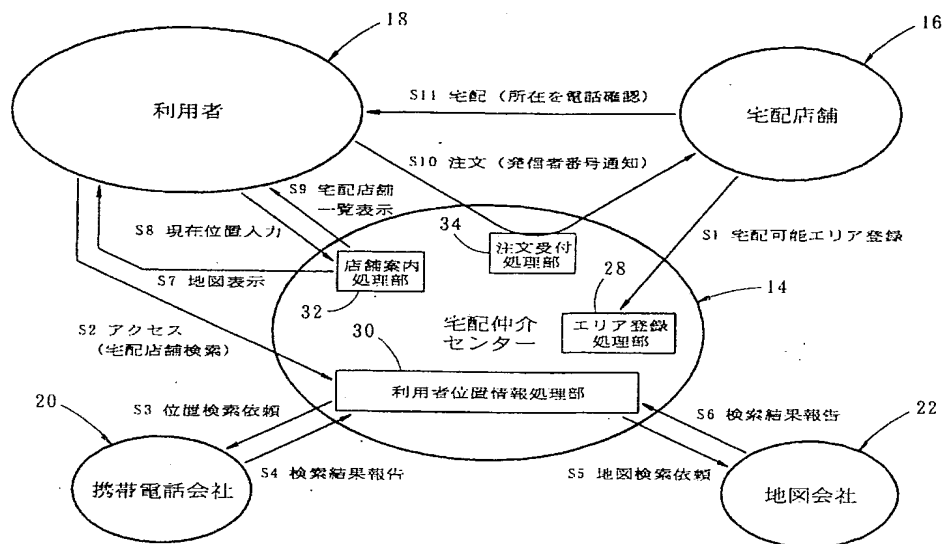 18
16
利用者
宅配店舗
S11 宅配 (所在を電話確認)
S10 注文 (発信者番号通知)
S9 宅配店舗
一覧表示
S8 現在位置入力
S7 地図表示
S1 宅配可能エリア登録
34
注文受付
処理部
店舗案内
処理部
32
28
エリア登録
処理部
14
宅配仲介
センター
S2 アクセス
(宅配店舗検索)
30
利用者位置情報処理部
20
S3 位置検索依頼
S4 検索結果報告
携帯電話会社
S6 検索結果報告
22
S5 地図検索依頼
地図会社